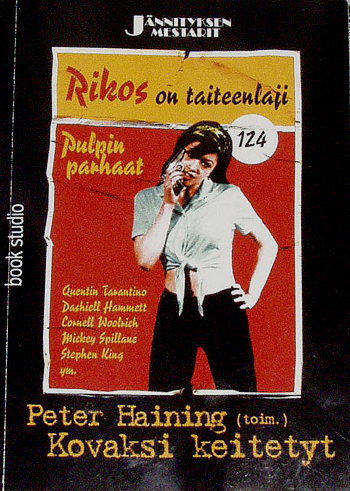 JÄNNITYKSEN
MESTARIT
Rikos on taiteenlaji
Pulpin
parhaat
124
Quentin Tarantino
Dashiell Hammett
Cornell Woolrich
Mickey Spillane
Stephen King
ym.
book studio
Peter Haining (toim.)
Kovaksi keitetyt